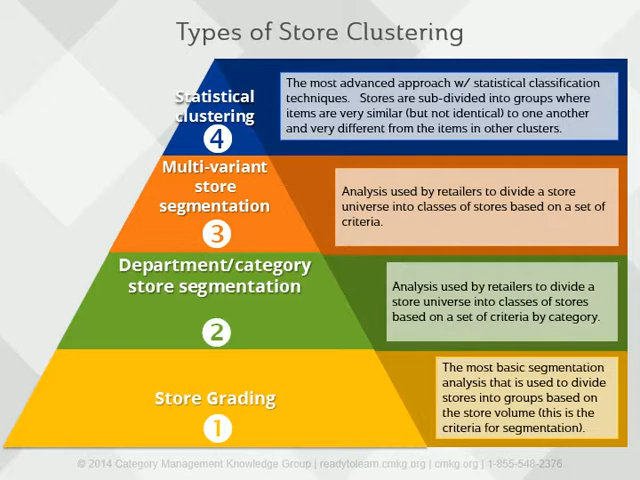 Types of Store Clustering
Statistical
clustering
4
The most advanced approach w/ statistical classification
techniques. Stores are sub-divided into groups where
items are very similar (but not identical) to one another
and very different from the items in other clusters.
Multi-variant
store
segmentation
3
Analysis used by retailers to divide a store
universe into classes of stores based on a set of
criteria.
Department/category
store segmentation
2
Analysis used by retailers to divide a
store universe into classes of stores
based on a set of criteria by category.
Store Grading
1
The most basic segmentation
analysis that is used to divide
stores into groups based on
the store volume (this is the
criteria for segmentation).
© 2014 Category Management Knowledge Group | readytolearn.cmkg.org | cmkg.org | 1-855-548-2376